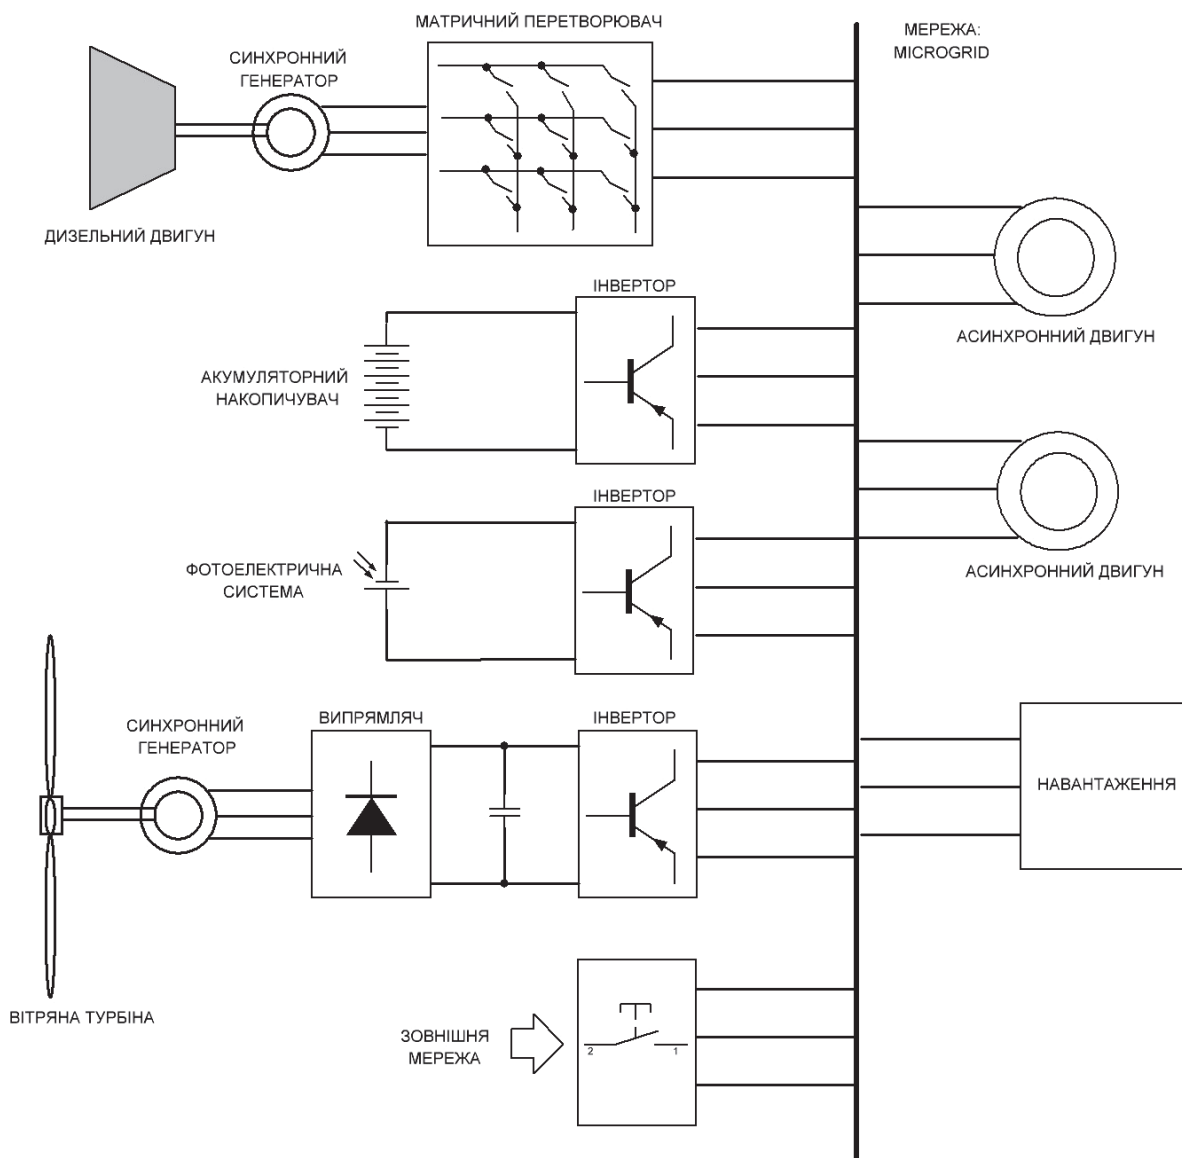 МАТРИЧНИЙ ПЕРЕТВОРЮВАЧ
МЕРЕЖА:
MICROGRID
СИНХРОННИЙ
ГЕНЕРАТОР
ДИЗЕЛЬНИЙ ДВИГУН
ІНВЕРТОР
АСИНХРОННИЙ ДВИГУН
АКУМУЛЯТОРНИЙ
НАКОПИЧУВАЧ
ІНВЕРТОР
ФОТОЕЛЕКТРИЧНА
СИСТЕМА
АСИНХРОННИЙ ДВИГУН
СИНХРОННИЙ
ГЕНЕРАТОР
ВИПРЯМЛЯЧ
ІНВЕРТОР
НАВАНТАЖЕННЯ
ВІТРЯНА ТУРБІНА
ЗОВНІШНЯ
МЕРЕЖА
2 1